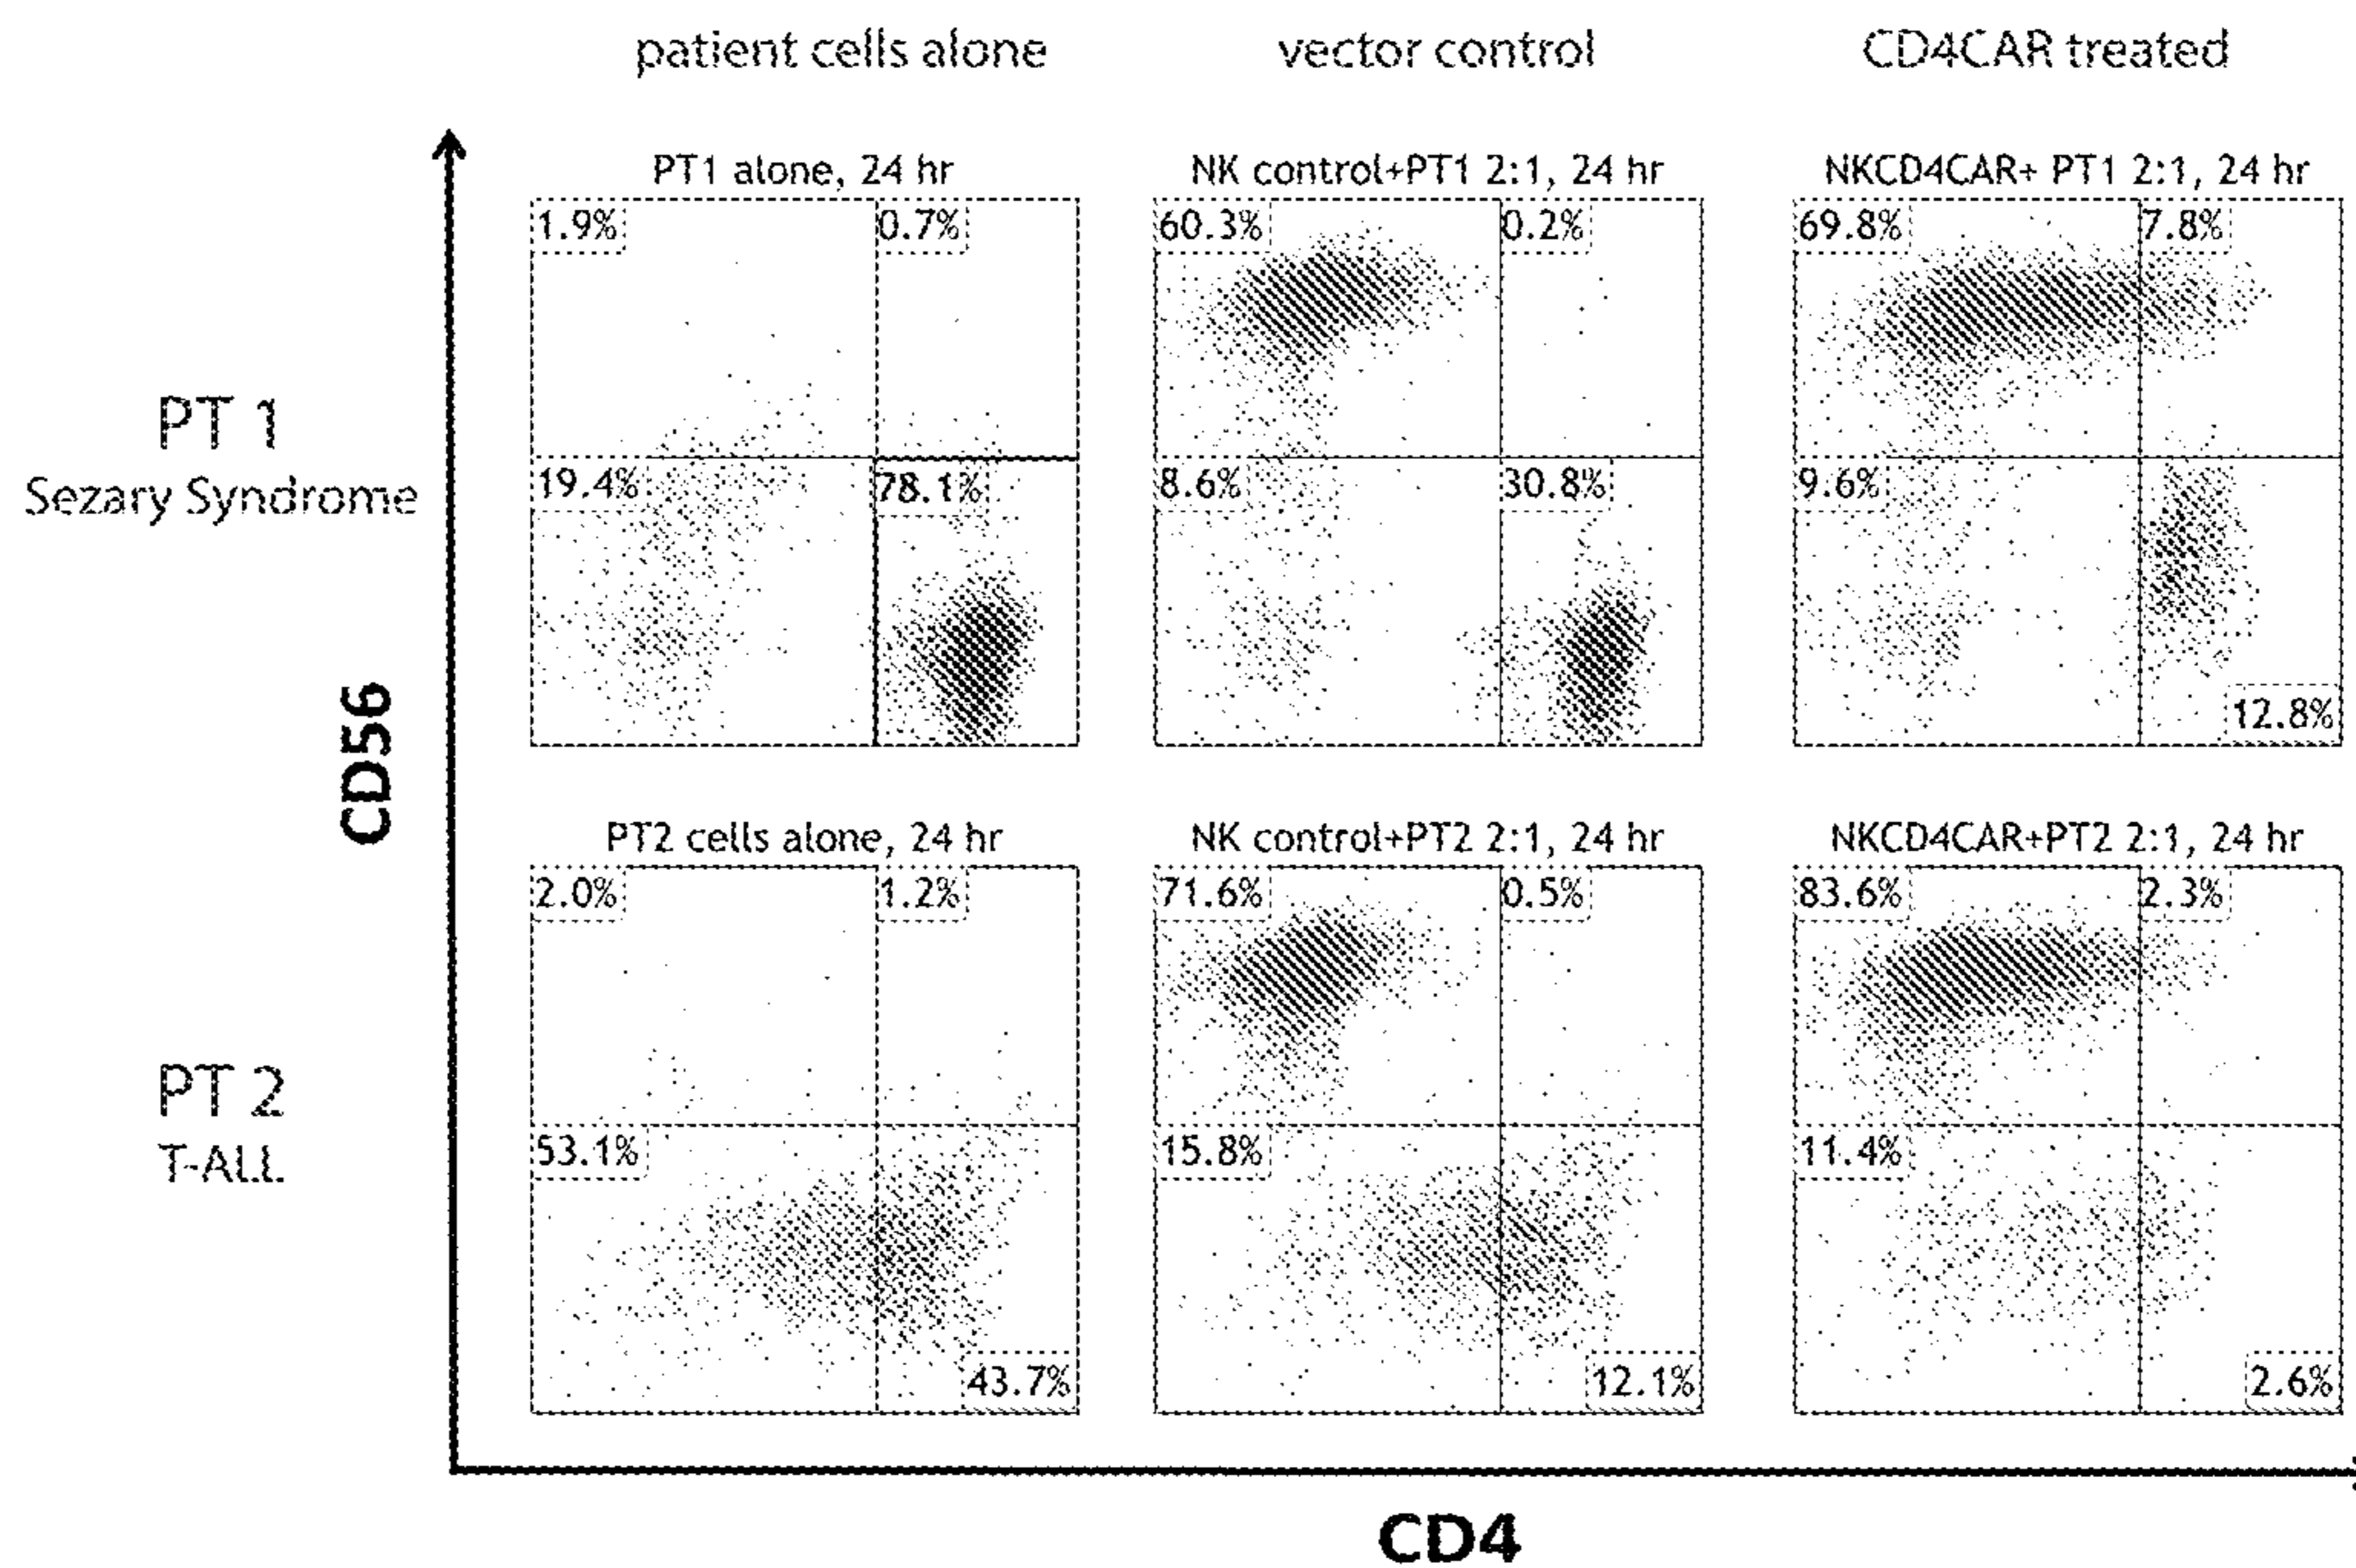 patient cells alone
vector control
CD4CAR treated
PT1 alone, 24 hr
NK control+PT1 2:1, 24 hr
NKCD4CAR+ PT1 2:1, 24 hr
1.9%
0.7%
60.3%
0.2%
69.8%
7.8%
PT 1
Sezary Syndrome
19.4%
78.1%
8.6%
30.8%
9.6%
12.8%
CD56
PT2 cells alone, 24 hr
NK control+PT2 2:1, 24 hr
NKCD4CAR+PT2 2:1, 24 hr
2.0%
1.2%
71.6%
0.5%
83.6%
2.3%
PT 2
T-ALL
53.1%
43.7%
15.8%
12.1%
11.4%
2.6%
CD4